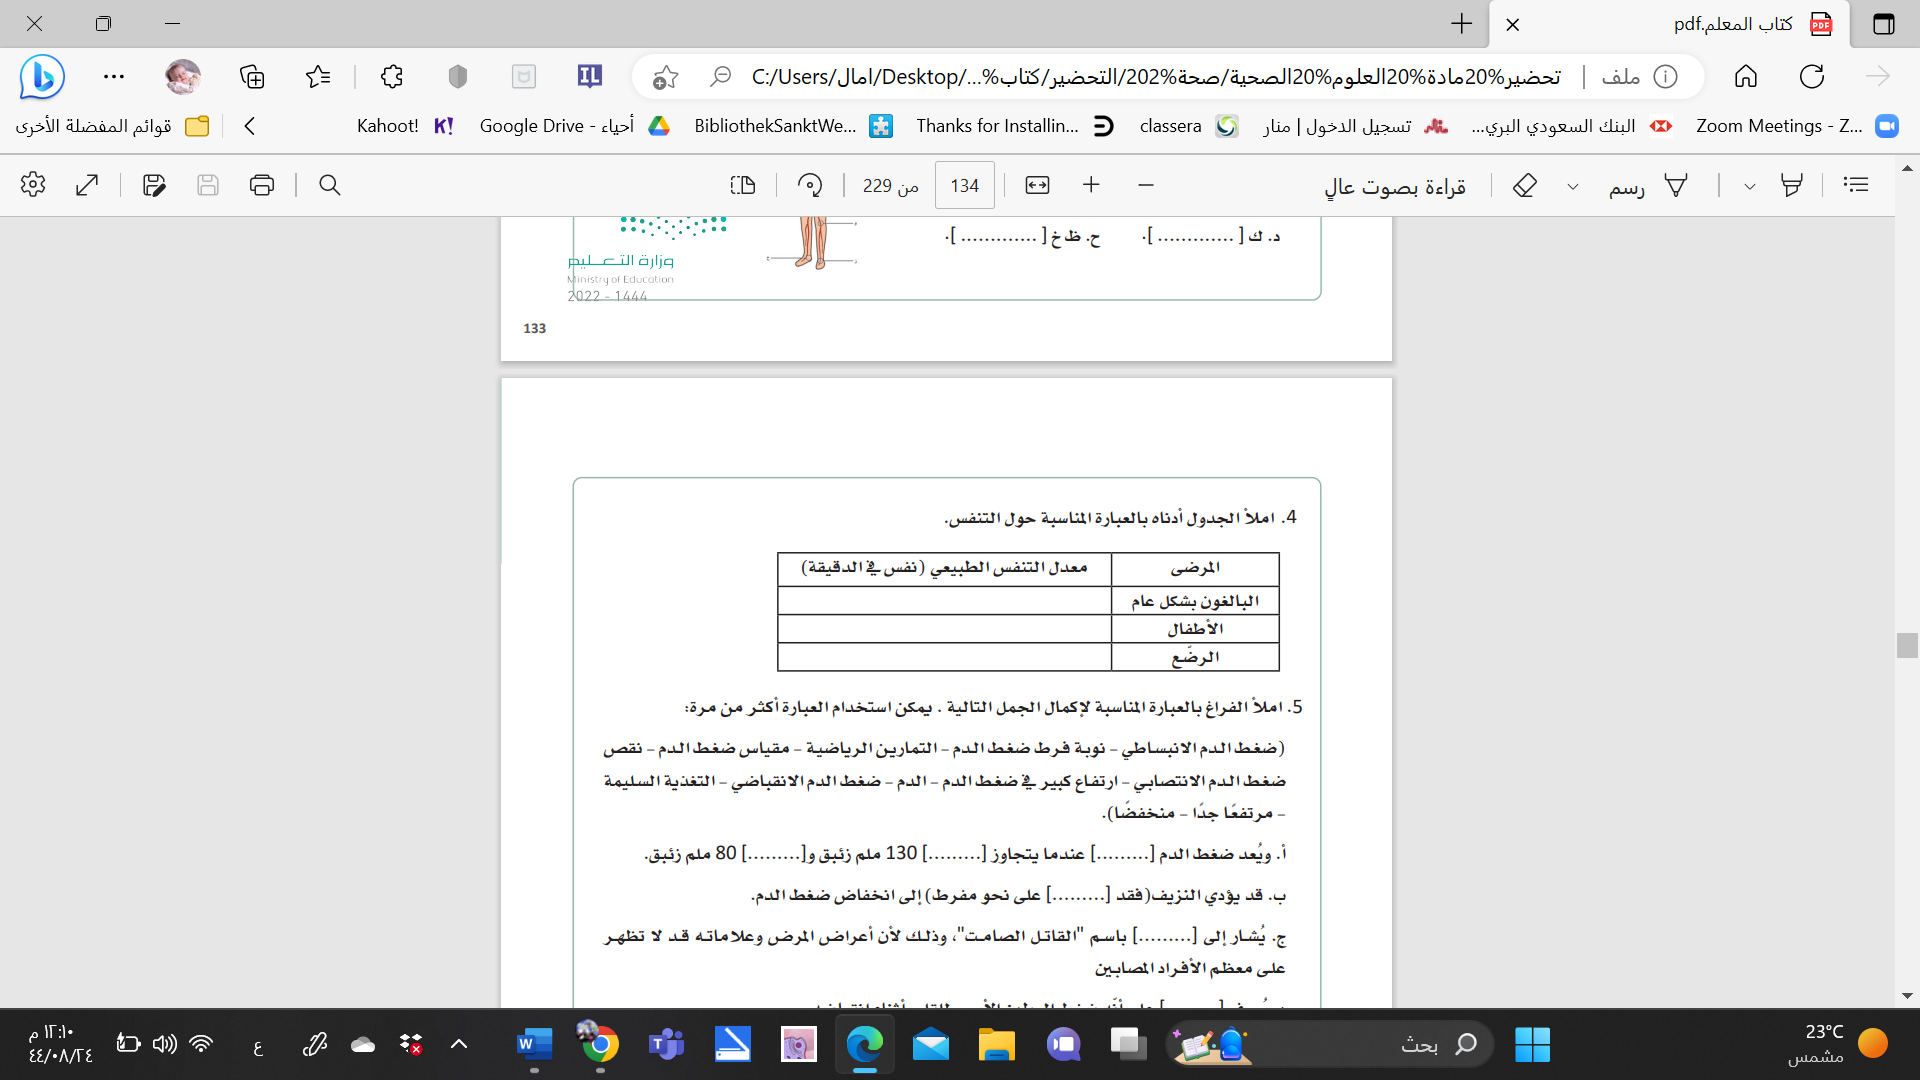 كتاب المعلم.pdf
ملف
C:/Users/امال/Desktop/تحضير%20مادة%20العلوم%20الصحية/صحة%202/التحضير/كتاب%...
Zoom Meetings - Z...
البنك السعودي البري...
تسجيل الدخول | منار
classera
Thanks for Installin...
BibliothekSanktWe...
أحياء - Google Drive
Kahoot!
قوائم المفضلة الأخرى
رسم
قراءة بصوت عالٍ
134
من 229
د. ك [ ............. ].
ح. ظ خ [ ............. ].
وزارة التعليم
Ministry of Education
2022 - 1444
133
4. املأ الجدول أدناه بالعبارة المناسبة حول التنفس.
المرضى
معدل التنفس الطبيعي (نفس في الدقيقة)
البالغون بشكل عام
الأطفال
الرضّع
5. املأ الفراغ بالعبارة المناسبة لإكمال الجمل التالية . يمكن استخدام العبارة أكثر من مرة:
(ضغط الدم الانبساطي – نوبة فرط ضغط الدم – التمارين الرياضية – مقياس ضغط الدم – نقص
ضغط الدم الانتصابي – ارتفاع كبير في ضغط الدم – الدم – ضغط الدم الانقباضي – التغذية السليمة
– مرتفعًا جدًا – منخفضًا).
أ. ويُعد ضغط الدم [.........] عندما يتجاوز [.........] 130 ملم زئبق و[.........] 80 ملم زئبق.
ب. قد يؤدي النزيف(فقد [.........] على نحو مفرط) إلى انخفاض ضغط الدم.
ج. يُشار إلى [.........] باسم "القاتل الصامت"، وذلك لأن أعراض المرض وعلاماته قد لا تظهر
على معظم الأفراد المصابين
23°C
مشمس
بحث
ع
١٢:١٠ م
٤٤/٠٨/٢٤